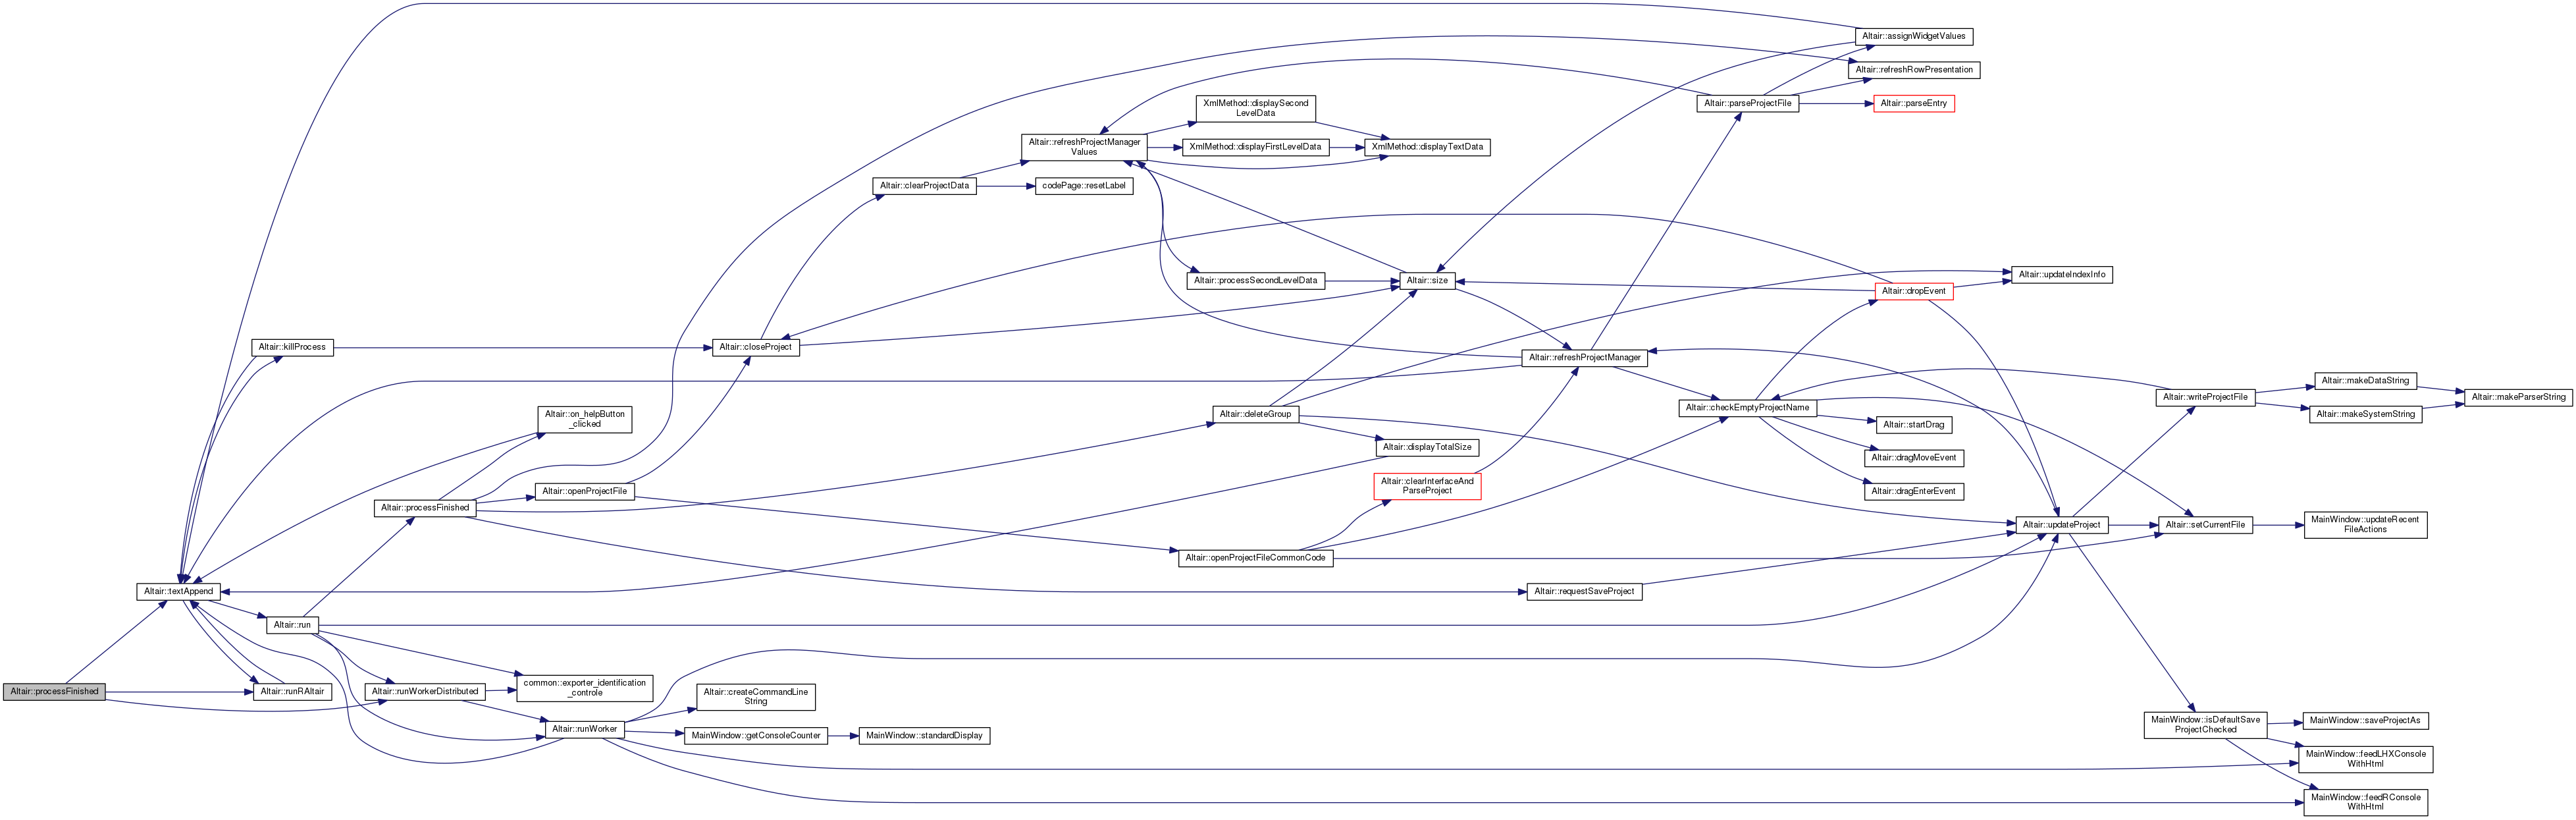 Altair::assignWidgetValues
Altair::refreshRowPresentation
Altair::parseProjectFile
Altair::parseEntry
XmlMethod::displaySecond
LevelData
Altair::refreshProjectManager
Values
XmlMethod::displayFirstLevelData
XmlMethod::displayTextData
Altair::clearProjectData
codePage::resetLabel
Altair::processSecondLevelData
Altair::size
Altair::dropEvent
Altair::updateIndexInfo
Altair::killProcess
Altair::closeProject
Altair::refreshProjectManager
Altair::makeDataString
Altair::writeProjectFile
Altair::makeParserString
Altair::makeSystemString
Altair::on_helpButton
_clicked
Altair::deleteGroup
Altair::checkEmptyProjectName
Altair::startDrag
Altair::displayTotalSize
Altair::dragMoveEvent
Altair::clearInterfaceAnd
ParseProject
Altair::openProjectFile
Altair::dragEnterEvent
Altair::processFinished
Altair::updateProject
Altair::setCurrentFile
MainWindow::updateRecent
FileActions
Altair::openProjectFileCommonCode
Altair::textAppend
Altair::requestSaveProject
Altair::run
Altair::processFinished
Altair::runRAltair
Altair::runWorkerDistributed
common::exporter_identification
_controle
Altair::createCommandLine
String
Altair::runWorker
MainWindow::getConsoleCounter
MainWindow::standardDisplay
MainWindow::isDefaultSave
ProjectChecked
MainWindow::saveProjectAs
MainWindow::feedLHXConsole
WithHtml
MainWindow::feedRConsole
WithHtml